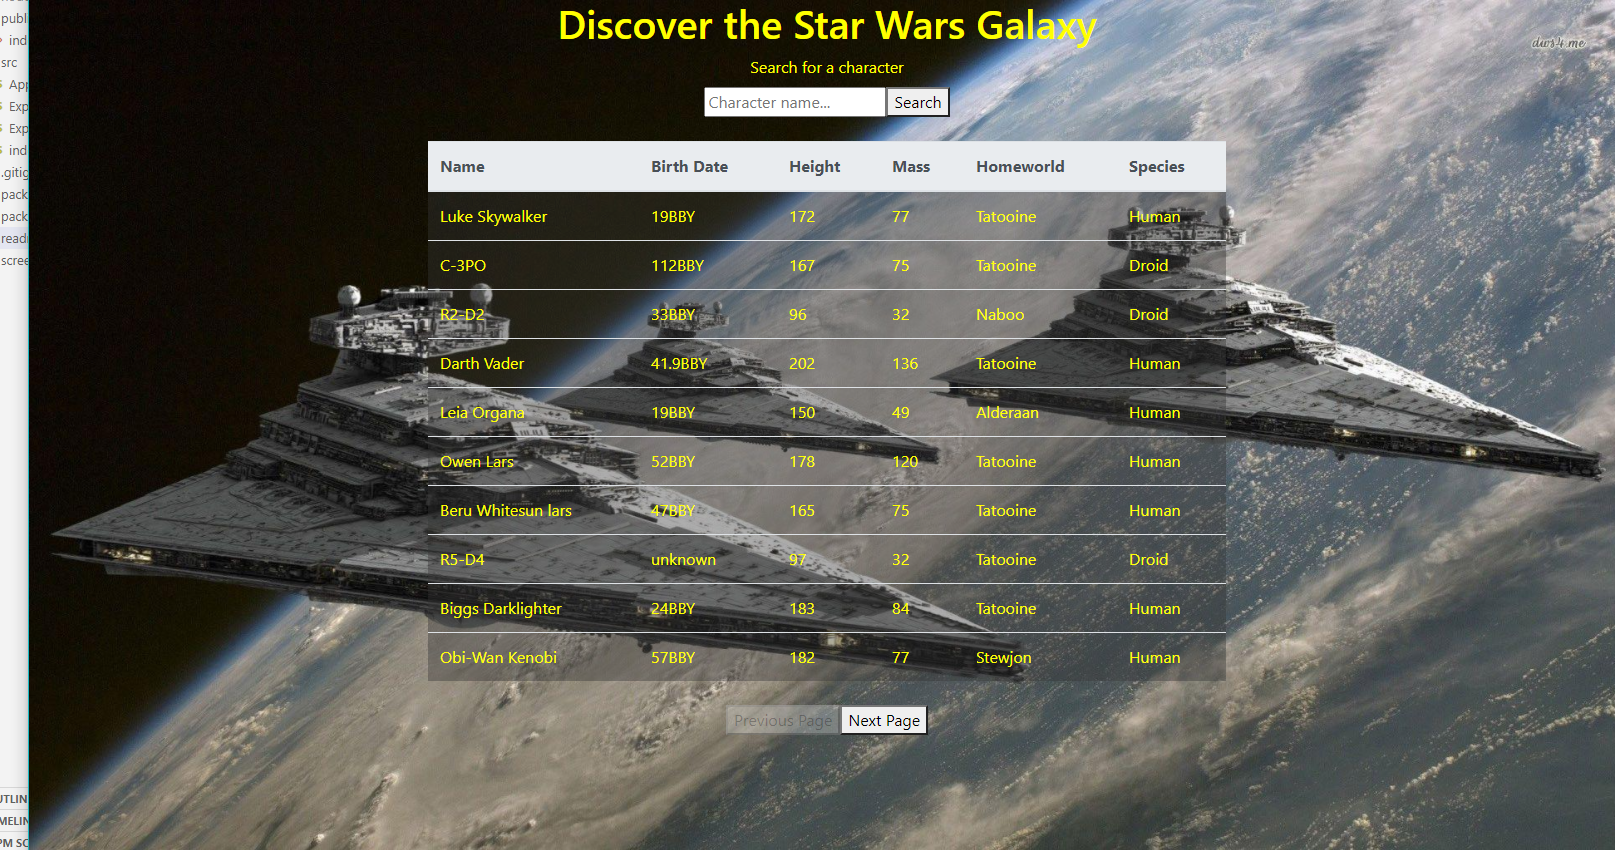 publ
ind
src
App
Exp
Exp
ind
.gitig
pack
pack
read
scree
UTLIN
MELIN
PM SC
Discover the Star Wars Galaxy
dws4.me
Search for a character
Character name... Search
Name Birth Date Height Mass Homeworld Species
Luke Skywalker 19BBY 172 77 Tatooine Human
C-3PO 112BBY 167 75 Tatooine Droid
R2-D2 33BBY 96 32 Naboo Droid
Darth Vader 41.9BBY 202 136 Tatooine Human
Leia Organa 19BBY 150 49 Alderaan Human
Owen Lars 52BBY 178 120 Tatooine Human
Beru Whitesun lars 47BBY 165 75 Tatooine Human
R5-D4 unknown 97 32 Tatooine Droid
Biggs Darklighter 24BBY 183 84 Tatooine Human
Obi-Wan Kenobi 57BBY 182 77 Stewjon Human
Previous Page Next Page